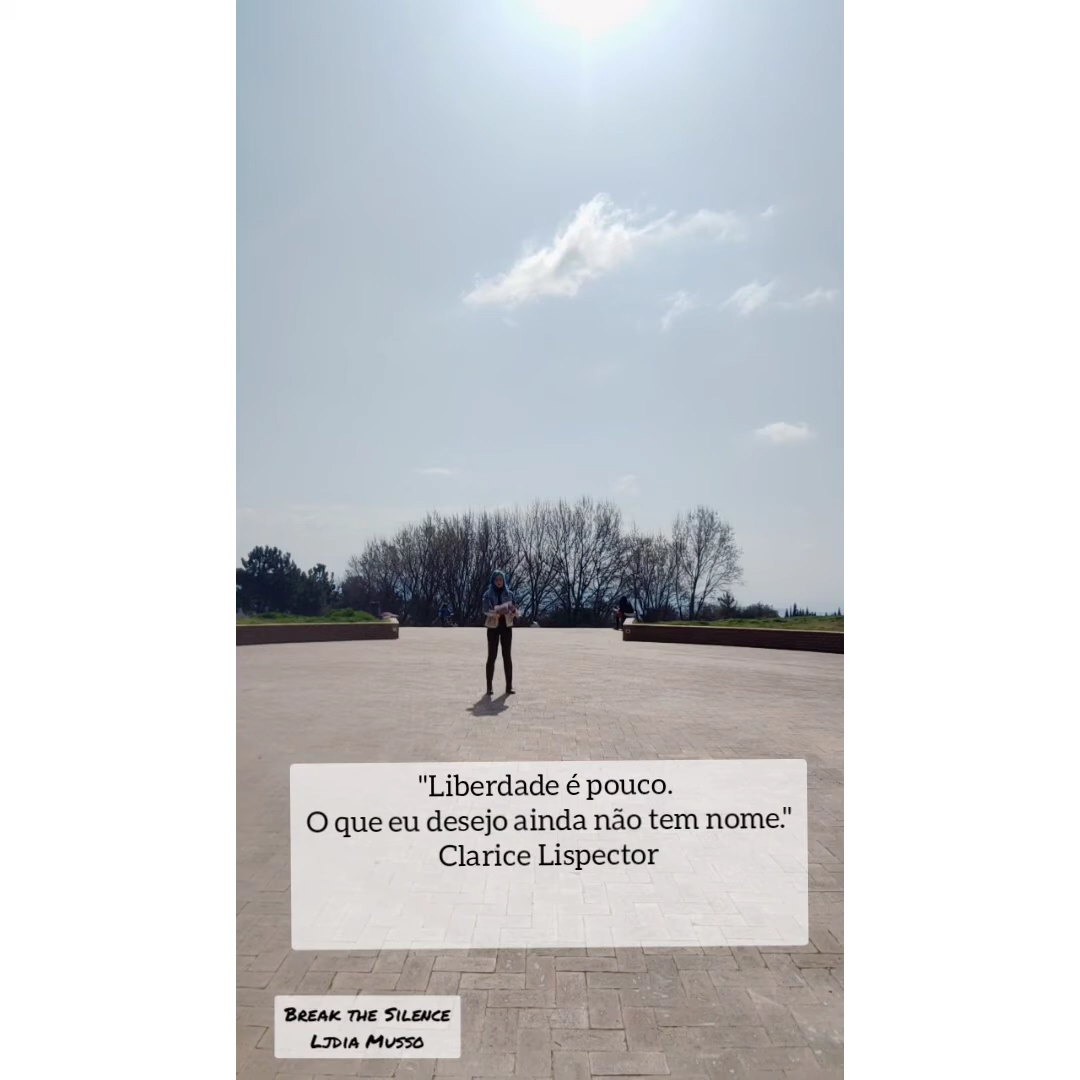 "Liberdade é pouco.
O que eu desejo ainda não tem nome."
Clarice Lispector
Break the Silence
Ljdia Musso